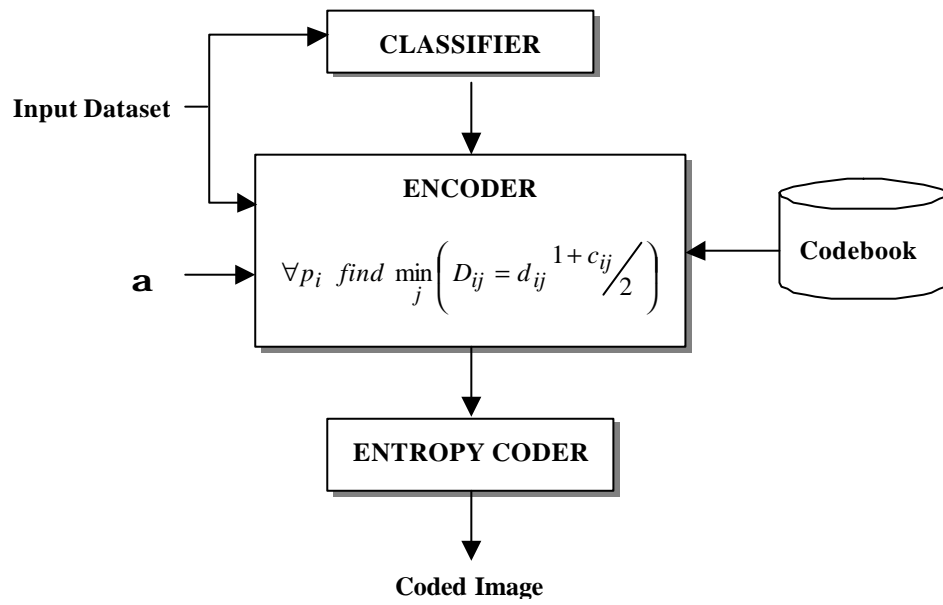 CLASSIFIER
Input Dataset
ENCODER
∀p_i find min_j ( D_ij = d_ij^(1 + c_ij/2) )
Codebook
a
ENTROPY CODER
Coded Image